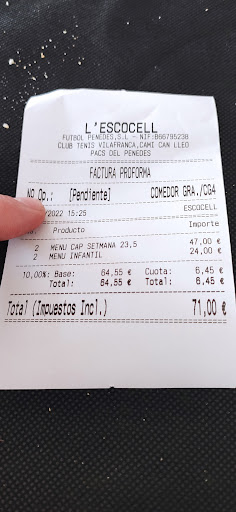 L'ESCOCELL
FUTBOL PENEDES,S.L - NIF:B66795238
CLUB TENIS VILAFRANCA,CAMI CAN LLEO
PACS DEL PENEDES
FACTURA PROFORMA
Nº Op.: [Pendiente] COMEDOR GRA./CG4
/2022 15:25 ESCOCELL
Producto Importe
2 MENU CAP SETMANA 23,5 47,00 €
2 MENU INFANTIL 24,00 €
10,00%: Base: 64,55 € Cuota: 6,45 €
Total: 64,55 € Total: 6,45 €
Total (Impuestos Incl.) 71,00 €